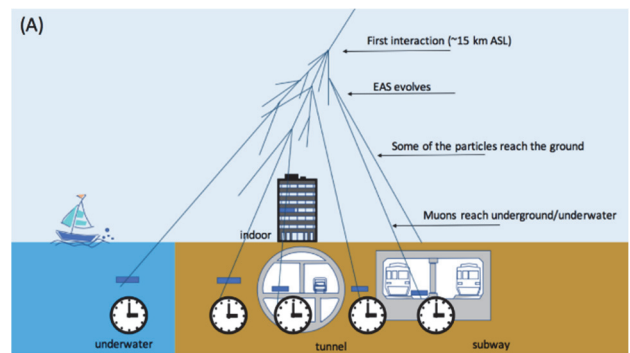 (A)
First interaction (~15 km ASL)
EAS evolves
Some of the particles reach the ground
Muons reach underground/underwater
indoor
underwater
tunnel
subway